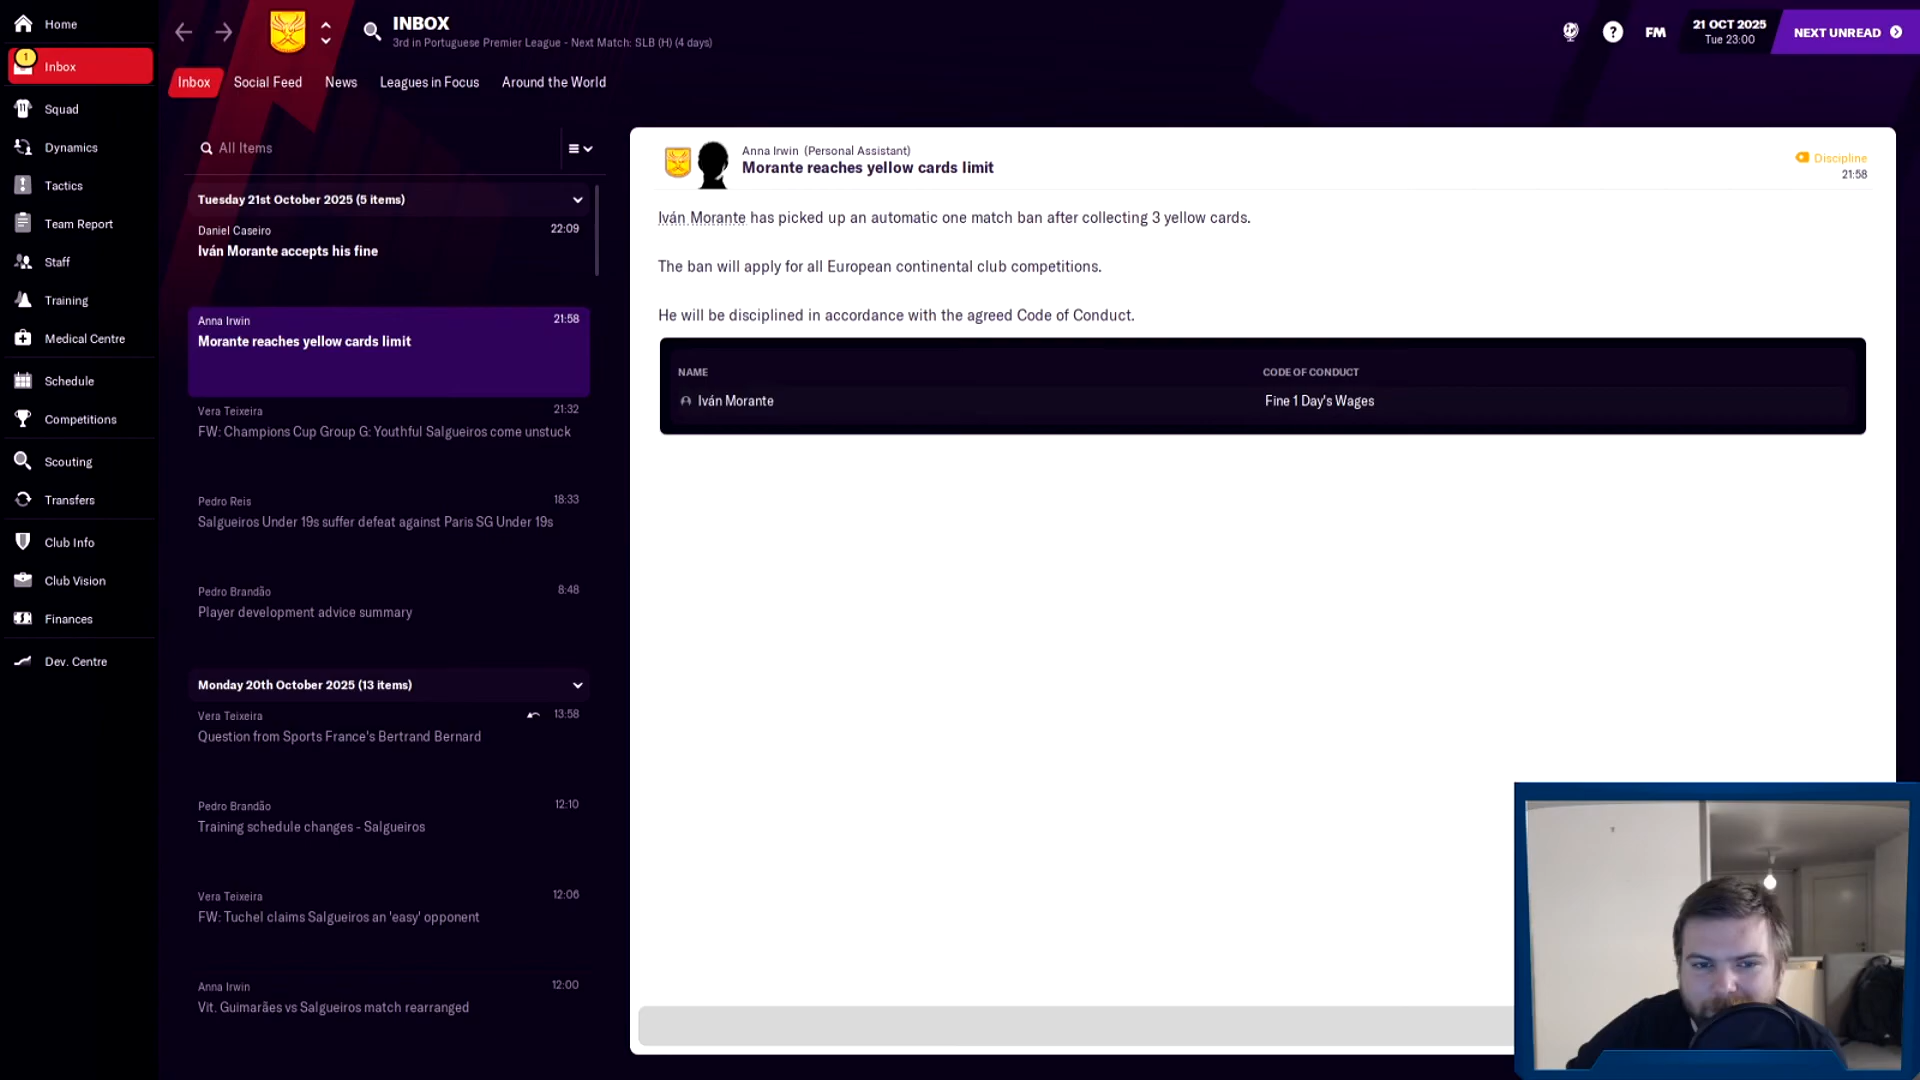 Home
Inbox
1
Squad
Dynamics
Tactics
Team Report
Staff
Training
Medical Centre
Schedule
Competitions
Scouting
Transfers
Club Info
Club Vision
Finances
Dev. Centre
INBOX
3rd in Portuguese Premier League - Next Match: SLB (H) (4 days)
FM
21 OCT 2025
Tue 23:00
NEXT UNREAD
Inbox
Social Feed
News
Leagues in Focus
Around the World
All Items
Tuesday 21st October 2025 (5 items)
Daniel Caseiro
22:09
Iván Morante accepts his fine
Anna Irwin
21:58
Morante reaches yellow cards limit
Vera Teixeira
21:32
FW: Champions Cup Group G: Youthful Salgueiros come unstuck
Pedro Reis
18:33
Salgueiros Under 19s suffer defeat against Paris SG Under 19s
Pedro Brandão
8:48
Player development advice summary
Monday 20th October 2025 (13 items)
Vera Teixeira
13:58
Question from Sports France's Bertrand Bernard
Pedro Brandão
12:10
Training schedule changes - Salgueiros
Vera Teixeira
12:06
FW: Tuchel claims Salgueiros an 'easy' opponent
Anna Irwin
12:00
Vit. Guimarães vs Salgueiros match rearranged
Anna Irwin (Personal Assistant)
Morante reaches yellow cards limit
Discipline
21:58
Iván Morante has picked up an automatic one match ban after collecting 3 yellow cards.
The ban will apply for all European continental club competitions.
He will be disciplined in accordance with the agreed Code of Conduct.
NAME
CODE OF CONDUCT
Iván Morante
Fine 1 Day's Wages